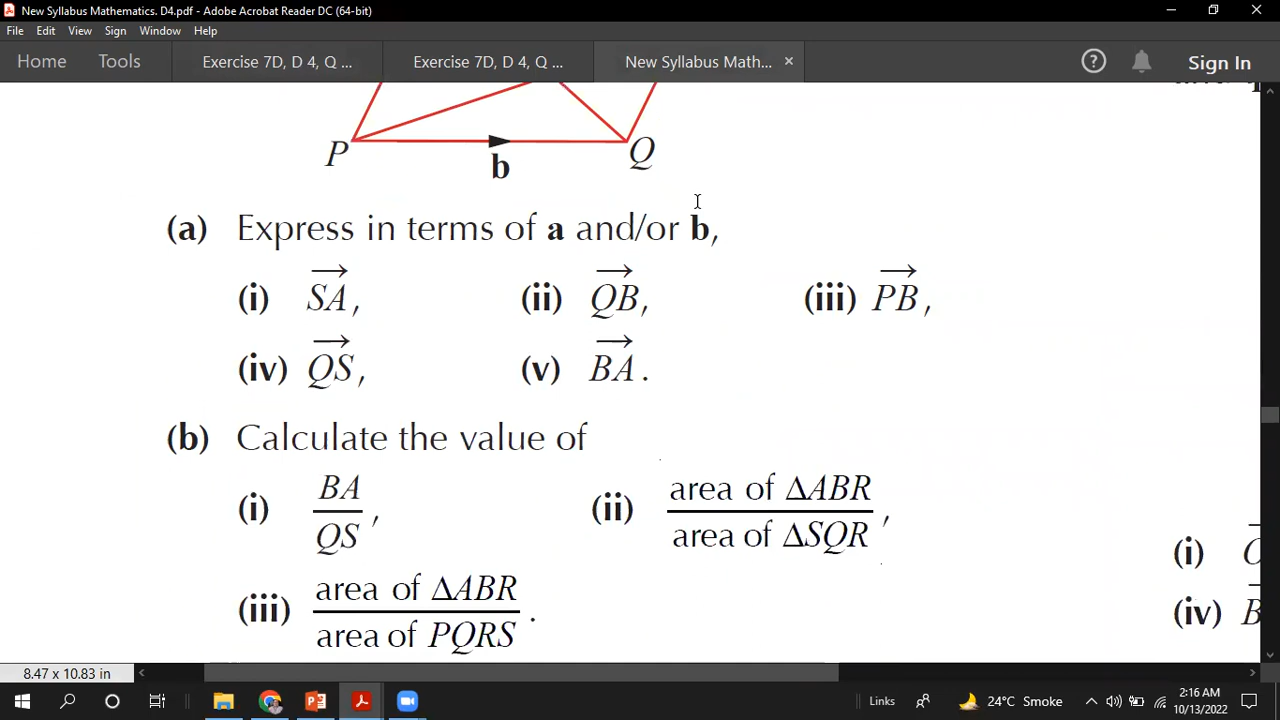 New Syllabus Mathematics. D4.pdf - Adobe Acrobat Reader DC (64-bit)
File Edit View Sign Window Help
Home Tools Exercise 7D, D 4, Q ... Exercise 7D, D 4, Q ... New Syllabus Math... × ? Sign In
P Q
b
(a) Express in terms of a and/or b,
(i) SA→, (ii) QB→, (iii) PB→,
(iv) QS→, (v) BA→.
(b) Calculate the value of
(i) BA/QS, (ii) area of ΔABR/area of ΔSQR,
(i)
(iii) area of ΔABR/area of PQRS.
(iv) B
8.47 x 10.83 in
Links 24°C Smoke 2:16 AM
10/13/2022